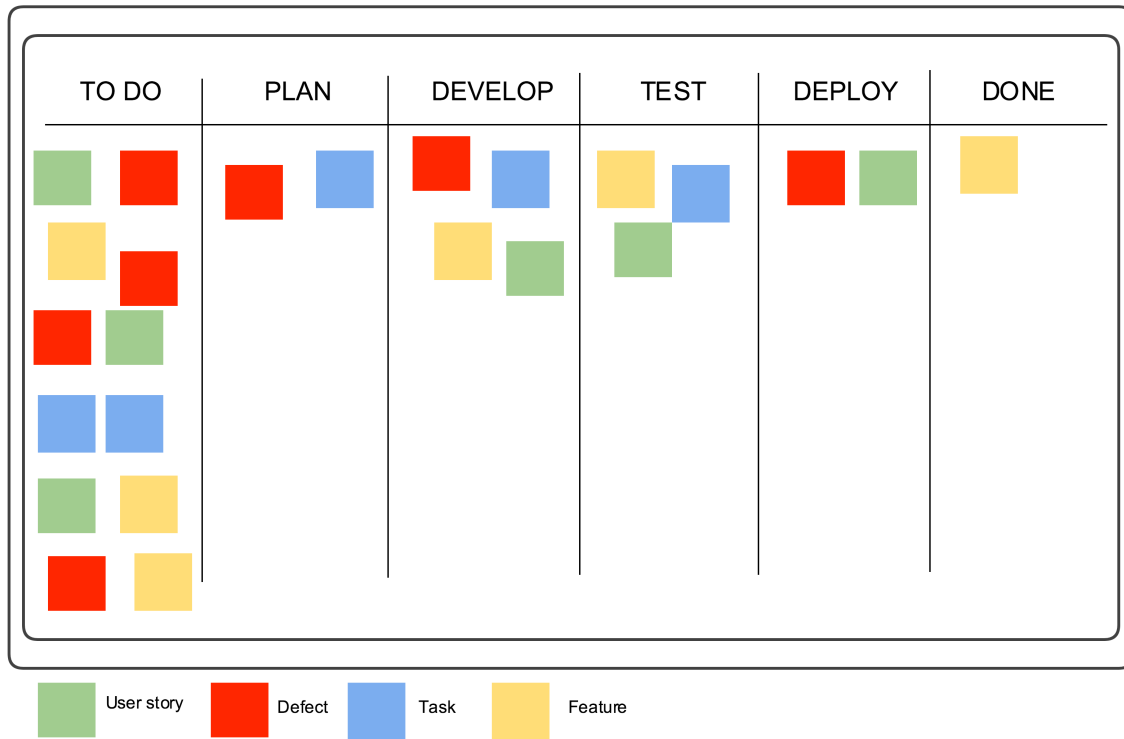 TO DO
PLAN
DEVELOP
TEST
DEPLOY
DONE
User story
Defect
Task
Feature